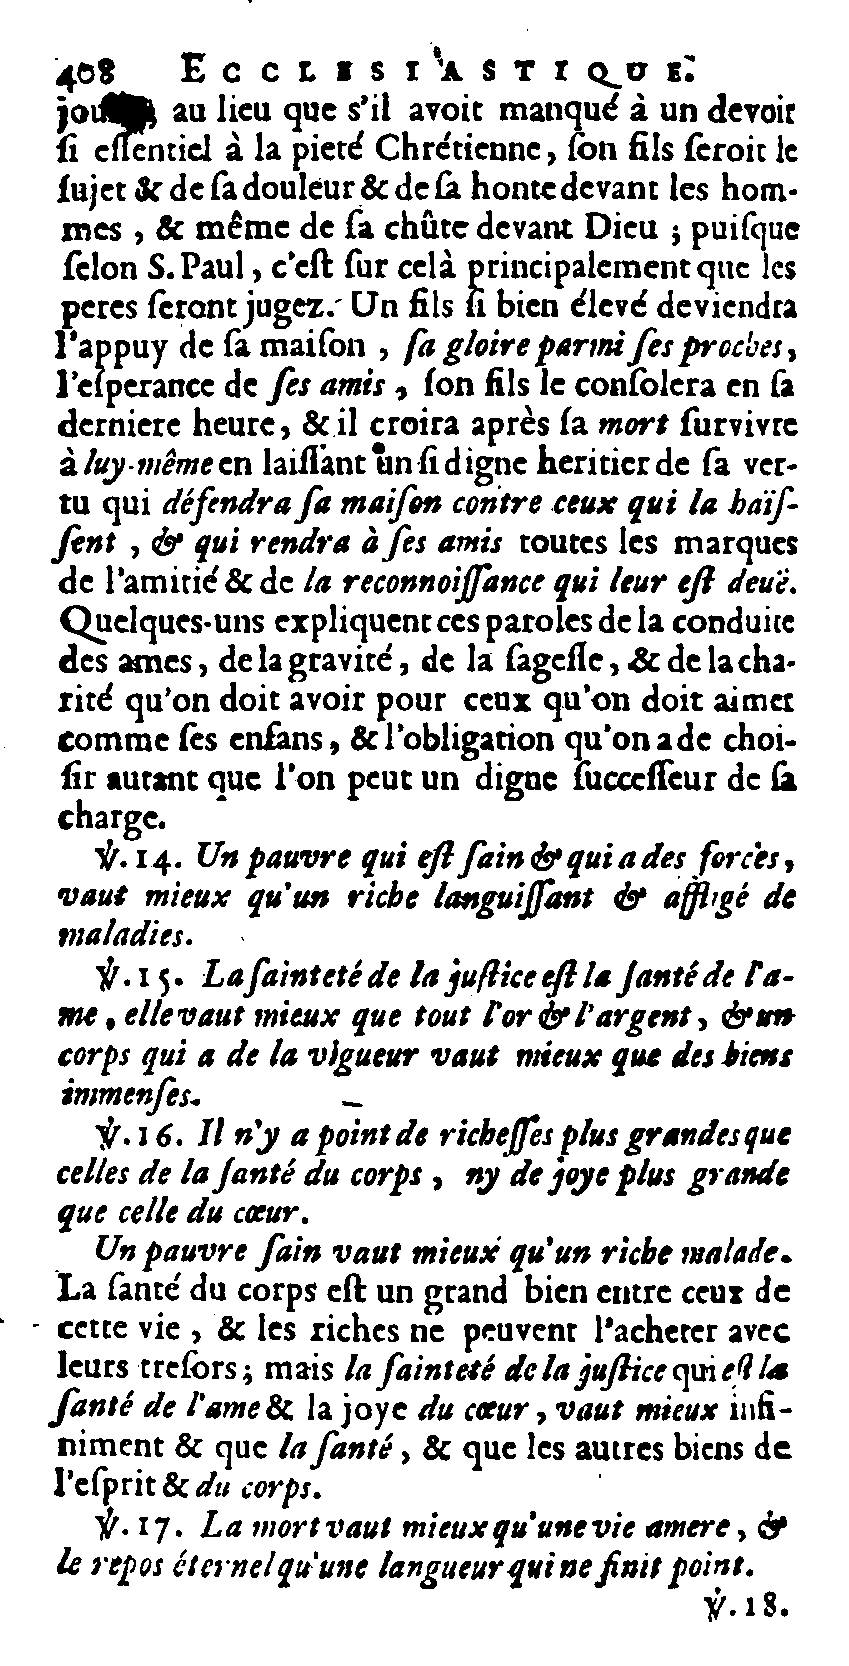 408 ECCLESIASTIQUE.
au lieu que s'il avoit manqué à un devoir
ſi eſſentiel à la pieté Chrétienne, ſon fils ſeroit le
ſujet & de ſa douleur & de ſa honte devant les hom-
mes, & même de ſa chûte devant Dieu ; puiſque
ſelon S. Paul, c'eſt ſur celà principalement que les
peres ſeront jugez. Un fils ſi bien élevé deviendra
l'appuy de ſa maiſon, ſa gloire parmi ſes proches,
l'eſperance de ſes amis, ſon fils le conſolera en ſa
derniere heure, & il croira après ſa mort ſurvivre
à luy-même en laiſſant un ſi digne heritier de ſa ver-
tu qui défendra ſa maiſon contre ceux qui la haïſ-
ſent, & qui rendra à ſes amis toutes les marques
de l'amitié & de la reconnoiſſance qui leur eſt deuë.
Quelques-uns expliquent ces paroles de la conduite
des ames, de la gravité, de la ſageſſe, & de la cha-
rité qu'on doit avoir pour ceux qu'on doit aimer
comme ſes enfans, & l'obligation qu'on a de choi-
ſir autant que l'on peut un digne ſucceſſeur de ſa
charge.
℣. 14. Un pauvre qui eſt ſain & qui a des forces,
vaut mieux qu'un riche languiſſant & affligé de
maladies.
℣. 15. La ſainteté de la juſtice eſt la ſanté de l'a-
me, elle vaut mieux que tout l'or & l'argent, & un
corps qui a de la vigueur vaut mieux que des biens
immenſes.
℣. 16. Il n'y a point de richeſſes plus grandes que
celles de la ſanté du corps, ny de joye plus grande
que celle du cœur.
Un pauvre ſain vaut mieux qu'un riche malade.
La ſanté du corps eſt un grand bien entre ceux de
cette vie, & les riches ne peuvent l'acheter avec
leurs treſors ; mais la ſainteté de la juſtice qui eſt la
ſanté de l'ame & la joye du cœur, vaut mieux infi-
niment & que la ſanté, & que les autres biens de
l'eſprit & du corps.
℣. 17. La mort vaut mieux qu'une vie amere, &
le repos éternel qu'une langueur qui ne finit point.
℣. 18.